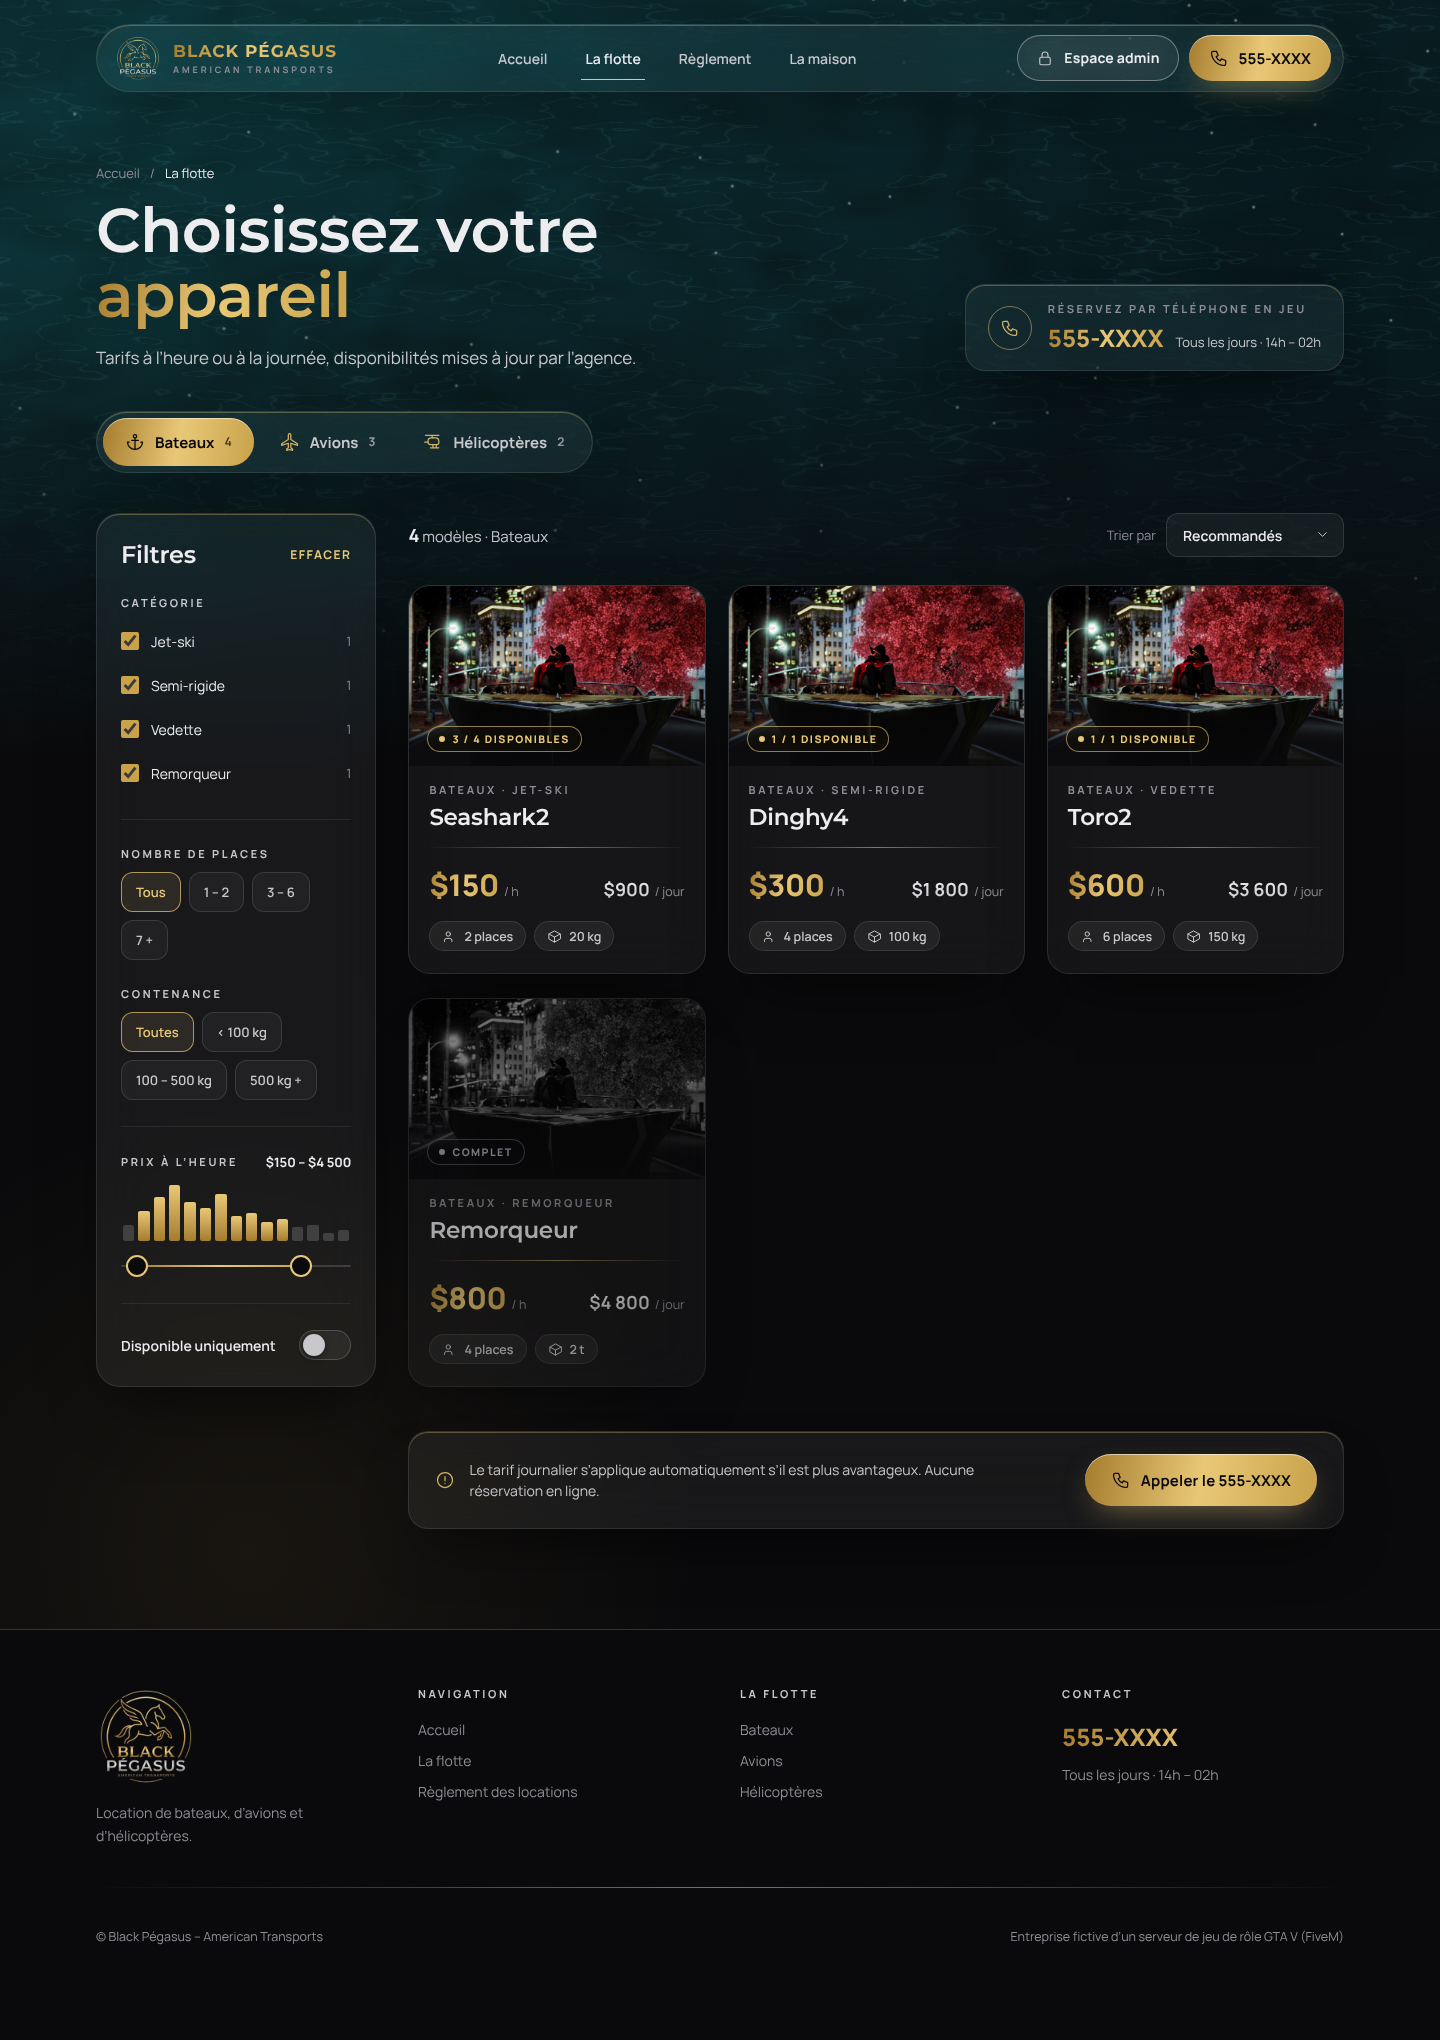 BLACK PÉGASUS
AMERICAN TRANSPORTS
BLACK PÉGASUS
AMERICAN TRANSPORTS
Accueil
La flotte
Règlement
La maison
Espace admin
555-XXXX
Accueil / La flotte
Choisissez votre
appareil
Tarifs à l'heure ou à la journée, disponibilités mises à jour par l'agence.
RÉSERVEZ PAR TÉLÉPHONE EN JEU
555-XXXX Tous les jours · 14h – 02h
Bateaux 4
Avions 3
Hélicoptères 2
Filtres
EFFACER
CATÉGORIE
Jet-ski 1
Semi-rigide 1
Vedette 1
Remorqueur 1
NOMBRE DE PLACES
Tous
1 – 2
3 – 6
7 +
CONTENANCE
Toutes
< 100 kg
100 – 500 kg
500 kg +
PRIX À L'HEURE
$150 – $4 500
Disponible uniquement
4 modèles · Bateaux
Trier par
Recommandés
3 / 4 DISPONIBLES
BATEAUX · JET-SKI
Seashark2
$150 / h
$900 / jour
2 places
20 kg
1 / 1 DISPONIBLE
BATEAUX · SEMI-RIGIDE
Dinghy4
$300 / h
$1 800 / jour
4 places
100 kg
1 / 1 DISPONIBLE
BATEAUX · VEDETTE
Toro2
$600 / h
$3 600 / jour
6 places
150 kg
COMPLET
BATEAUX · REMORQUEUR
Remorqueur
$800 / h
$4 800 / jour
4 places
2 t
Le tarif journalier s'applique automatiquement s'il est plus avantageux. Aucune
réservation en ligne.
Appeler le 555-XXXX
BLACK
PÉGASUS
AMERICAN TRANSPORTS
Location de bateaux, d'avions et
d'hélicoptères.
NAVIGATION
Accueil
La flotte
Règlement des locations
LA FLOTTE
Bateaux
Avions
Hélicoptères
CONTACT
555-XXXX
Tous les jours · 14h – 02h
© Black Pégasus – American Transports
Entreprise fictive d'un serveur de jeu de rôle GTA V (FiveM)